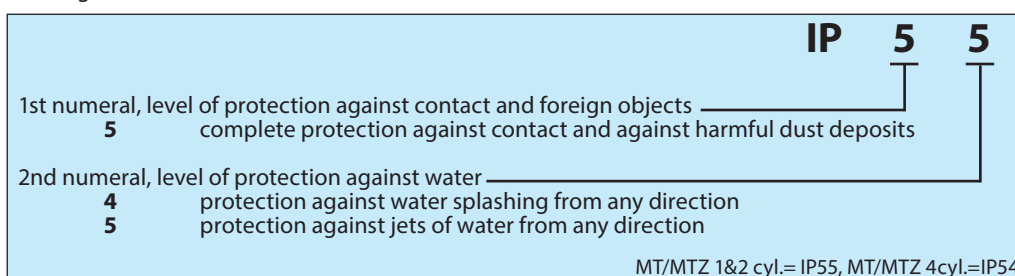 IP 5 5
1st numeral, level of protection against contact and foreign objects
5 complete protection against contact and against harmful dust deposits
2nd numeral, level of protection against water
4 protection against water splashing from any direction
5 protection against jets of water from any direction
MT/MTZ 1&2 cyl.= IP55, MT/MTZ 4cyl.=IP54